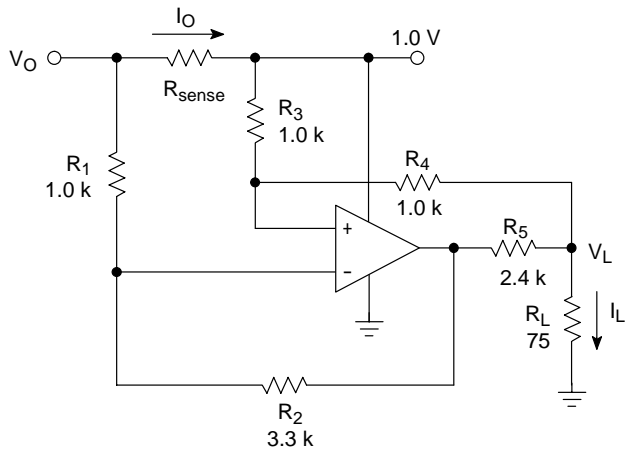 I_O
V_O
1.0 V
R_sense
R_3
1.0 k
R_1
1.0 k
R_4
1.0 k
+
−
R_5
2.4 k
V_L
R_L
75
I_L
R_2
3.3 k